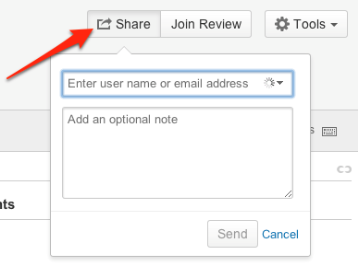 Share Join Review Tools
Enter user name or email address
Add an optional note
s
nts
Send Cancel